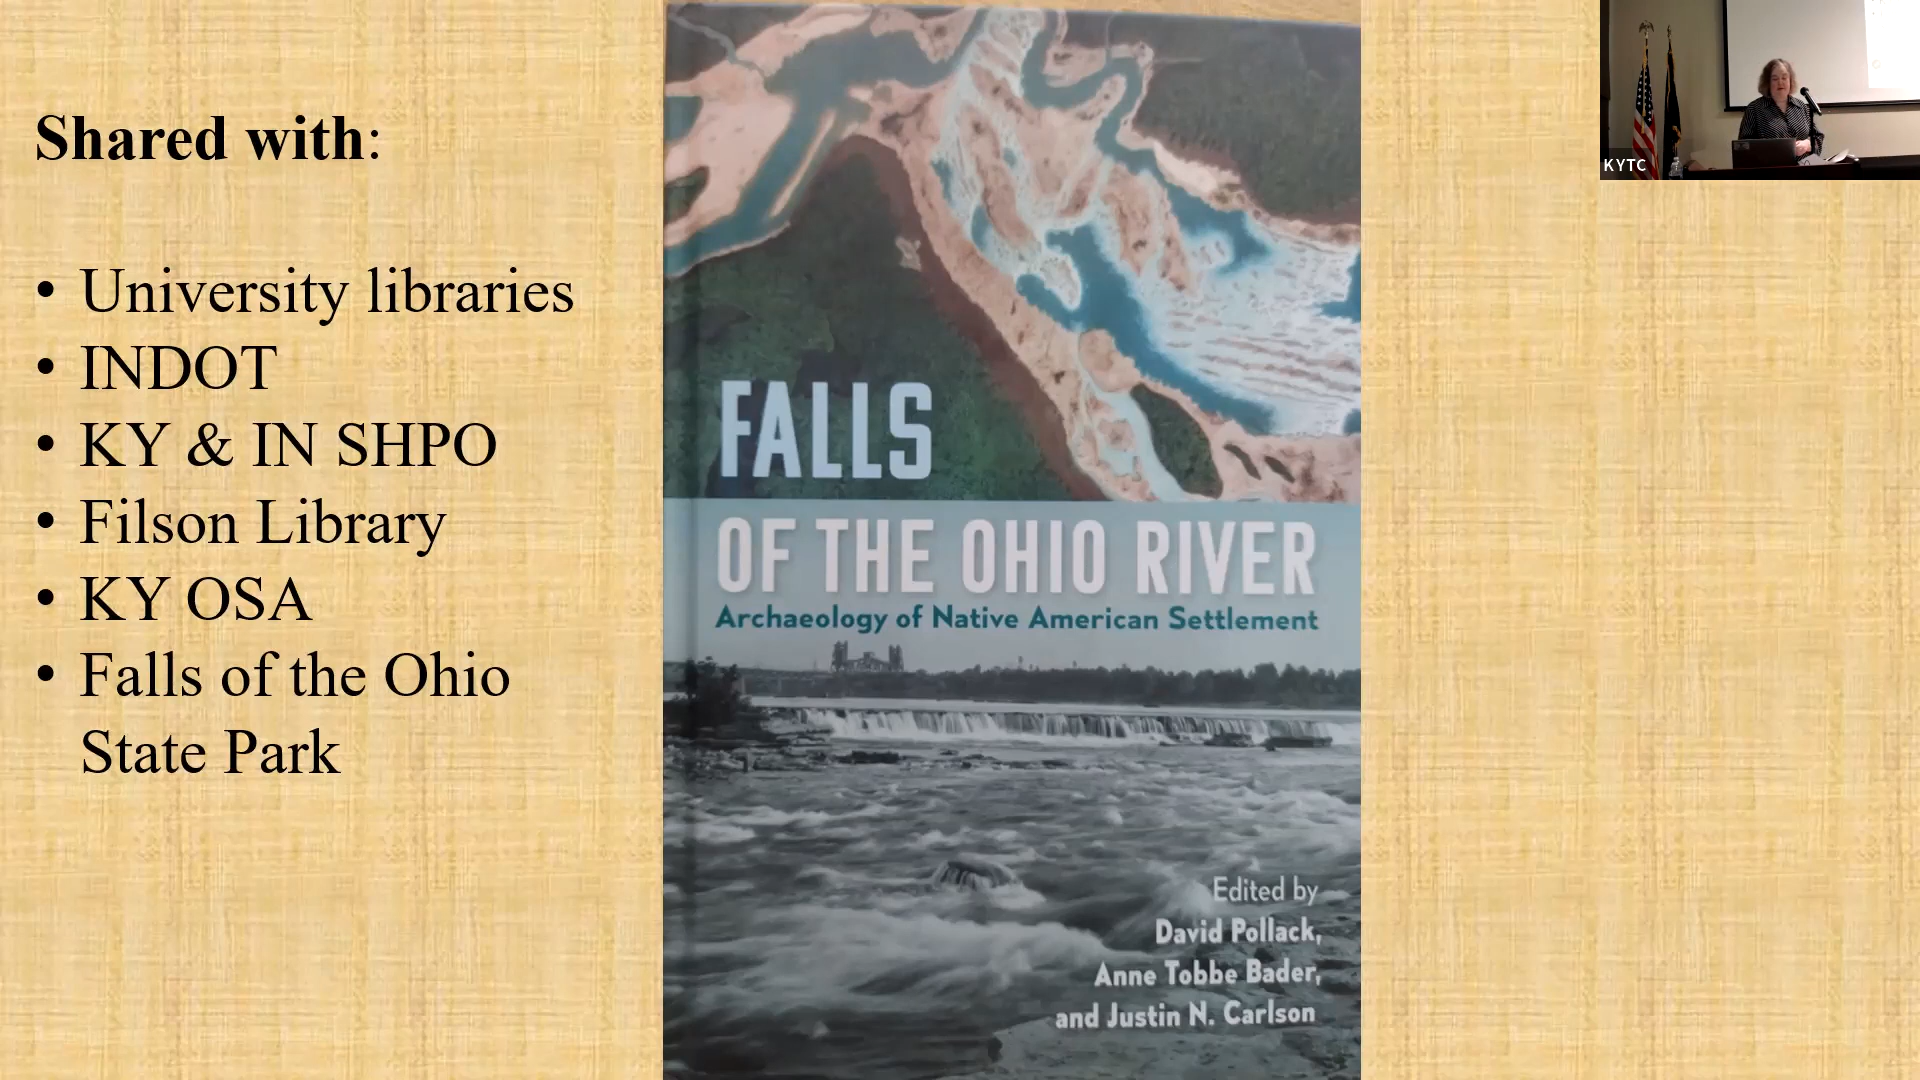 Shared with:
• University libraries
• INDOT
• KY & IN SHPO
• Filson Library
• KY OSA
• Falls of the Ohio
State Park
FALLS
OF THE OHIO RIVER
Archaeology of Native American Settlement
Edited by
David Pollack,
Anne Tobbe Bader,
and Justin N. Carlson
KYTC